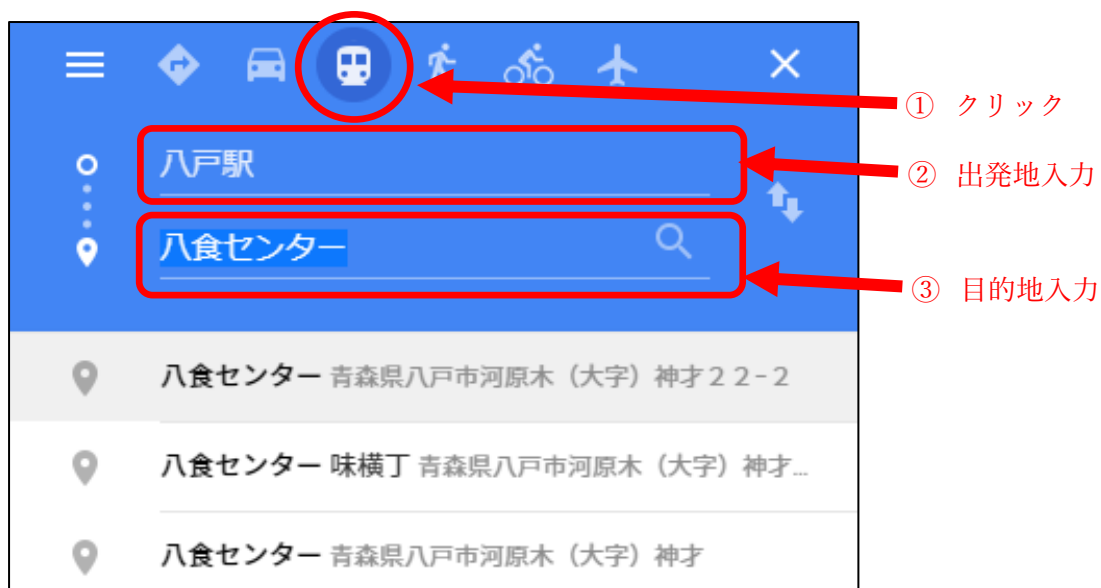 ① クリック
八戸駅
② 出発地入力
八食センター
③ 目的地入力
八食センター 青森県八戸市河原木（大字）神才２２-２
八食センター 味横丁 青森県八戸市河原木（大字）神才...
八食センター 青森県八戸市河原木（大字）神才